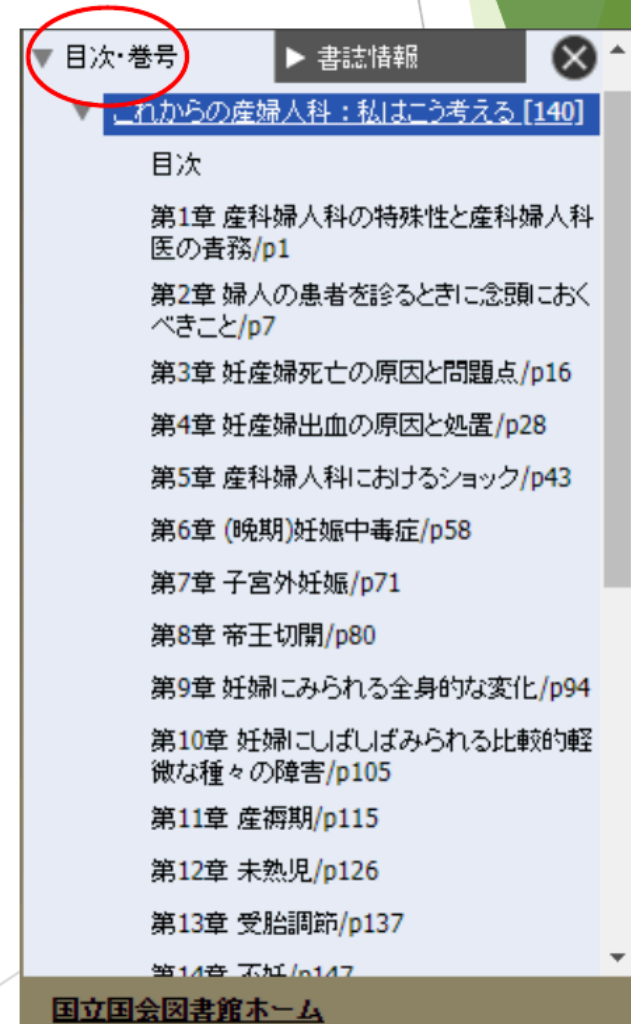 ▼ 目次・巻号
▶ 書誌情報
▼ これからの産婦人科：私はこう考える [140]
目次
第1章 産科婦人科の特殊性と産科婦人科
医の責務/p1
第2章 婦人の患者を診るときに念頭におく
べきこと/p7
第3章 妊産婦死亡の原因と問題点/p16
第4章 妊産婦出血の原因と処置/p28
第5章 産科婦人科におけるショック/p43
第6章 (晩期)妊娠中毒症/p58
第7章 子宮外妊娠/p71
第8章 帝王切開/p80
第9章 妊婦にみられる全身的な変化/p94
第10章 妊婦にしばしばみられる比較的軽
微な種々の障害/p105
第11章 産褥期/p115
第12章 未熟児/p126
第13章 受胎調節/p137
第14章 不妊/p147
国立国会図書館ホーム